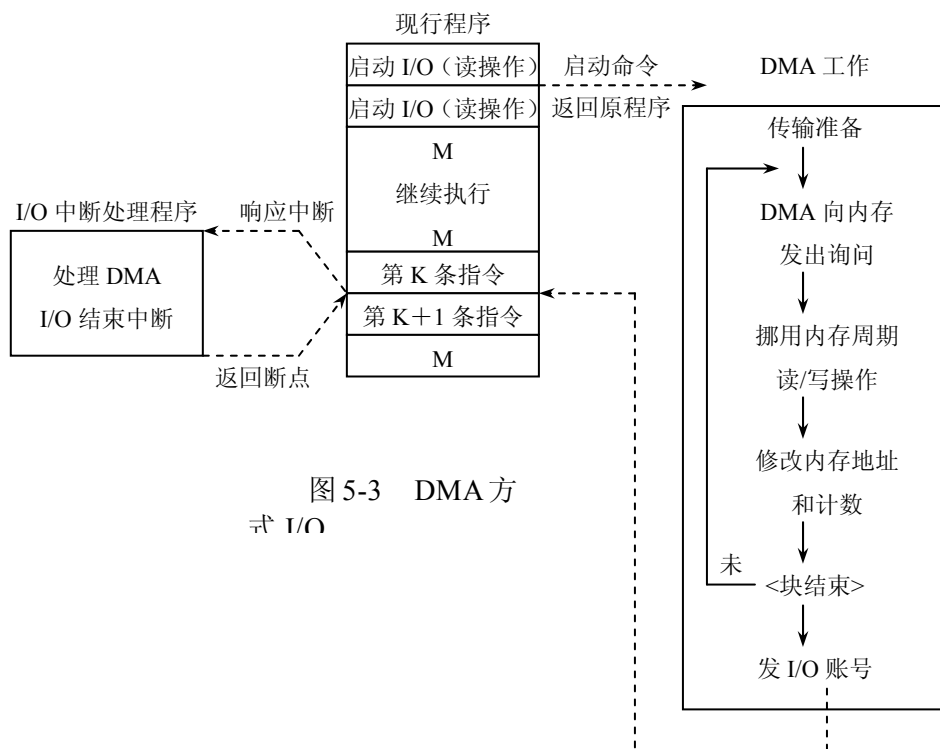 现行程序
启动 I/O（读操作）
启动 I/O（读操作）
M
继续执行
M
第 K 条指令
第 K＋1 条指令
M
启动命令
返回原程序
I/O 中断处理程序
响应中断
处理 DMA
I/O 结束中断
返回断点
DMA 工作
传输准备
DMA 向内存
发出询问
挪用内存周期
读/写操作
修改内存地址
和计数
未
<块结束>
发 I/O 账号
图 5-3 DMA 方
式 I/O